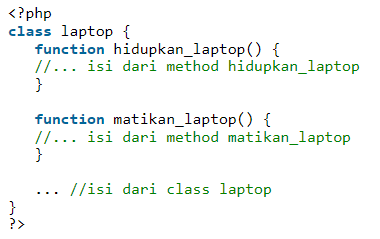 <?php
class laptop {
function hidupkan_laptop() {
//... isi dari method hidupkan_laptop
}
function matikan_laptop() {
//... isi dari method matikan_laptop
}
... //isi dari class laptop
}
?>